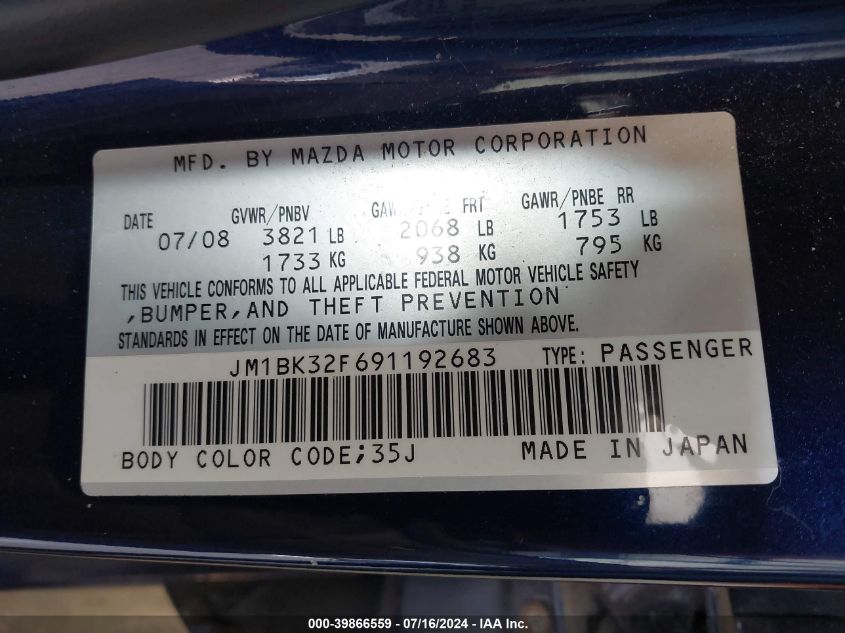 MFD. BY MAZDA MOTOR CORPORATION
DATE GVWR/PNBV FRT GAWR/PNBE RR
07/08 3821 LB 2068 LB 1753 LB
1733 KG 938 KG 795 KG
THIS VEHICLE CONFORMS TO ALL APPLICABLE FEDERAL MOTOR VEHICLE SAFETY
,BUMPER,AND THEFT PREVENTION
STANDARDS IN EFFECT ON THE DATE OF MANUFACTURE SHOWN ABOVE.
JM1BK32F691192683 TYPE: PASSENGER
BODY COLOR CODE;35J MADE IN JAPAN
000-39866559 - 07/16/2024 - © IAA, Inc.